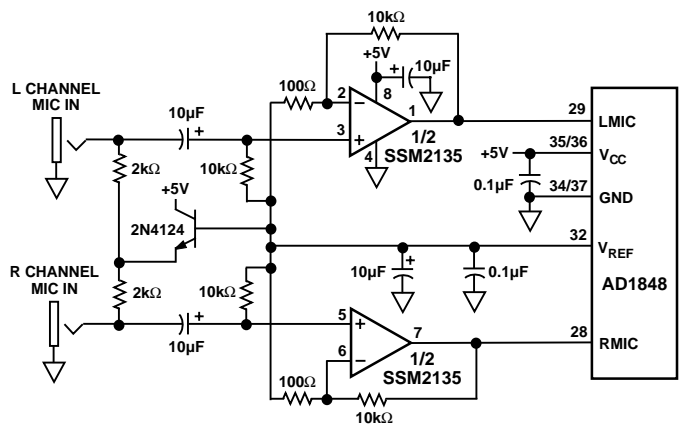 10kΩ
+5V
10µF
+
L CHANNEL
MIC IN
10µF
+
100Ω
2
−
8
1
3
+
4
1/2
SSM2135
29
LMIC
35/36
+5V
VCC
0.1µF
34/37
GND
2kΩ
10kΩ
+5V
2N4124
32
VREF
AD1848
10µF
+
0.1µF
R CHANNEL
MIC IN
2kΩ
10kΩ
+
10µF
5
+
7
6
−
1/2
SSM2135
28
RMIC
100Ω
10kΩ